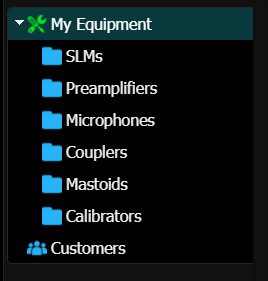 My Equipment
SLMs
Preamplifiers
Microphones
Couplers
Mastoids
Calibrators
Customers